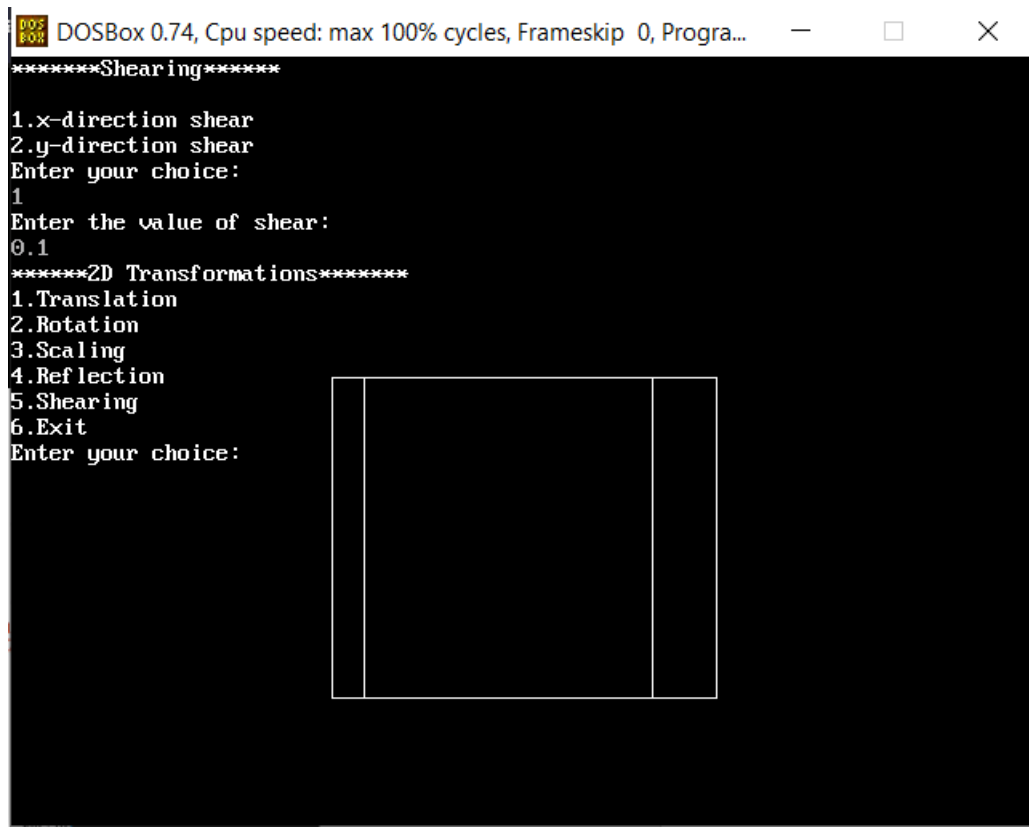 DOS BOX
DOSBox 0.74, Cpu speed: max 100% cycles, Frameskip 0, Progra...
*******Shearing******
1.x-direction shear
2.y-direction shear
Enter your choice:
1
Enter the value of shear:
0.1
******2D Transformations*******
1.Translation
2.Rotation
3.Scaling
4.Reflection
5.Shearing
6.Exit
Enter your choice: